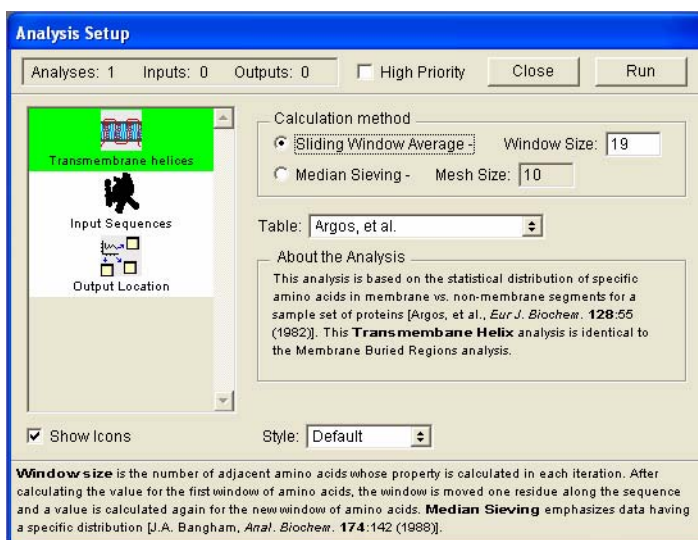 Analysis Setup
Analyses: 1 Inputs: 0 Outputs: 0 High Priority Close Run
Transmembrane helices
Input Sequences
Output Location
Calculation method
Sliding Window Average - Window Size: 19
Median Sieving - Mesh Size: 10
Table: Argos, et al.
About the Analysis
This analysis is based on the statistical distribution of specific
amino acids in membrane vs. non-membrane segments for a
sample set of proteins [Argos, et al., Eur J. Biochem. 128:55
(1982)]. This Transmembane Helix analysis is identical to
the Membrane Buried Regions analysis.
Show Icons Style: Default
Window size is the number of adjacent amino acids whose property is calculated in each iteration. After
calculating the value for the first window of amino acids, the window is moved one residue along the sequence
and a value is calculated again for the new window of amino acids. Median Sieving emphasizes data having
a specific distribution [J.A. Bangham, Anal. Biochem. 174:142 (1988)].